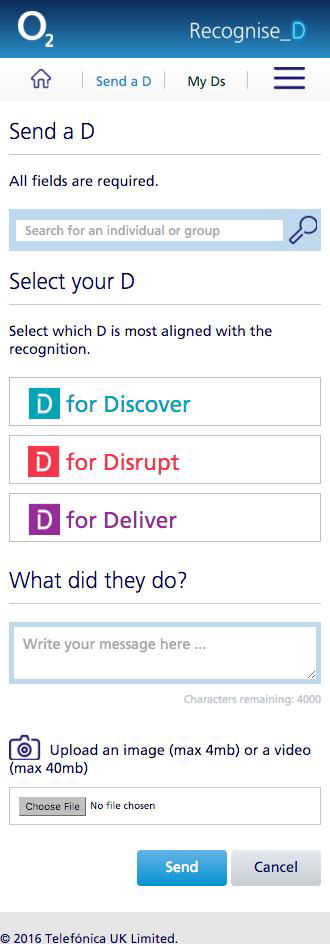 O2
Recognise_D
Send a D
My Ds
Send a D
All fields are required.
Search for an individual or group
Select your D
Select which D is most aligned with the
recognition.
D for Discover
D for Disrupt
D for Deliver
What did they do?
Write your message here ...
Characters remaining: 4000
Upload an image (max 4mb) or a video
(max 40mb)
Choose File No file chosen
Send Cancel
© 2016 Telefónica UK Limited.